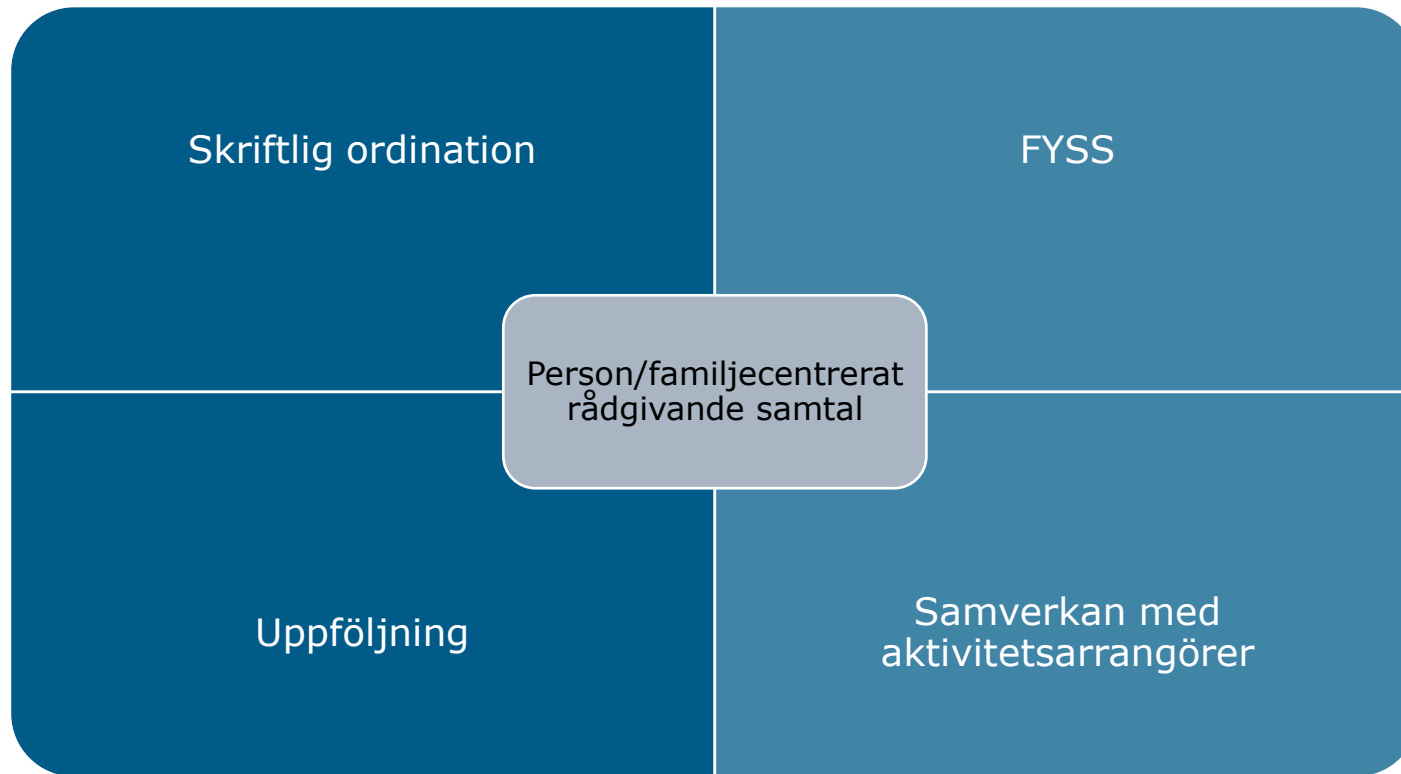 Skriftlig ordination
FYSS
Person/familjecentrerat
rådgivande samtal
Uppföljning
Samverkan med
aktivitetsarrangörer